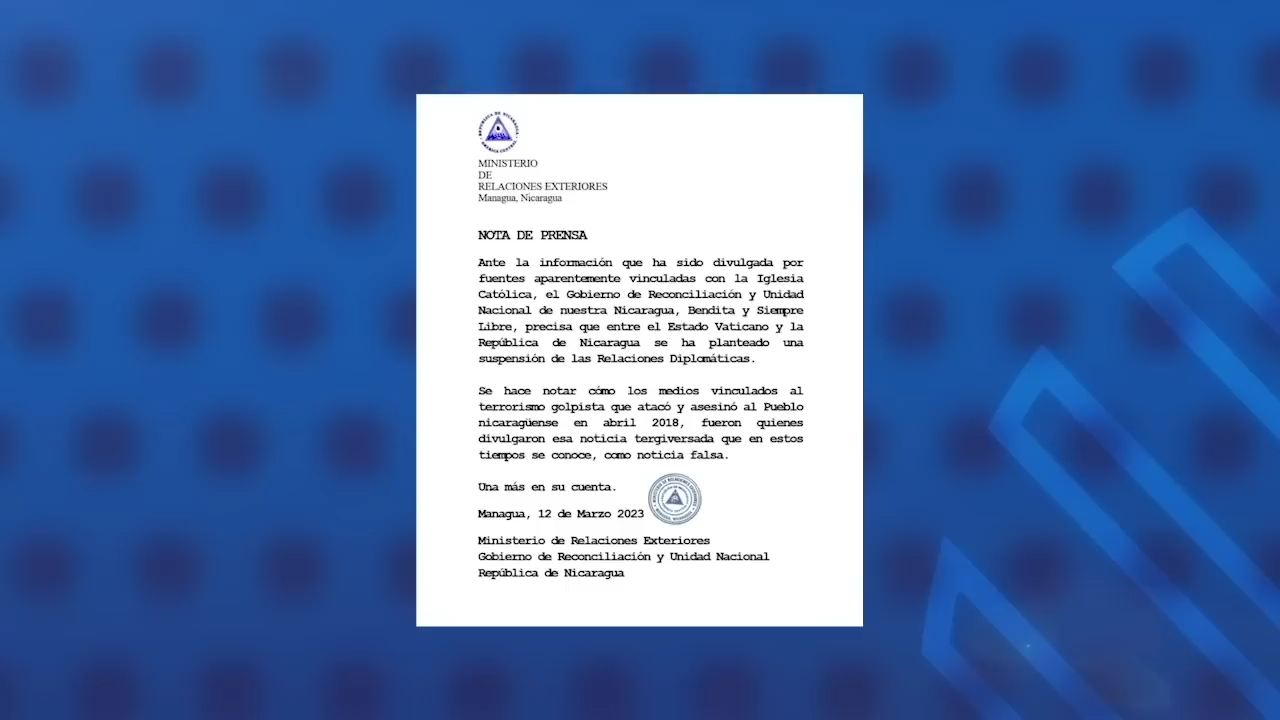 REPUBLICA DE NICARAGUA
AMERICA CENTRAL
MINISTERIO
DE
RELACIONES EXTERIORES
Managua, Nicaragua
NOTA DE PRENSA
Ante la información que ha sido divulgada por
fuentes aparentemente vinculadas con la Iglesia
Católica, el Gobierno de Reconciliación y Unidad
Nacional de nuestra Nicaragua, Bendita y Siempre
Libre, precisa que entre el Estado Vaticano y la
República de Nicaragua se ha planteado una
suspensión de las Relaciones Diplomáticas.
Se hace notar cómo los medios vinculados al
terrorismo golpista que atacó y asesinó al Pueblo
nicaragüense en abril 2018, fueron quienes
divulgaron esa noticia tergiversada que en estos
tiempos se conoce, como noticia falsa.
Una más en su cuenta.
Managua, 12 de Marzo 2023
Ministerio de Relaciones Exteriores
Gobierno de Reconciliación y Unidad Nacional
República de Nicaragua